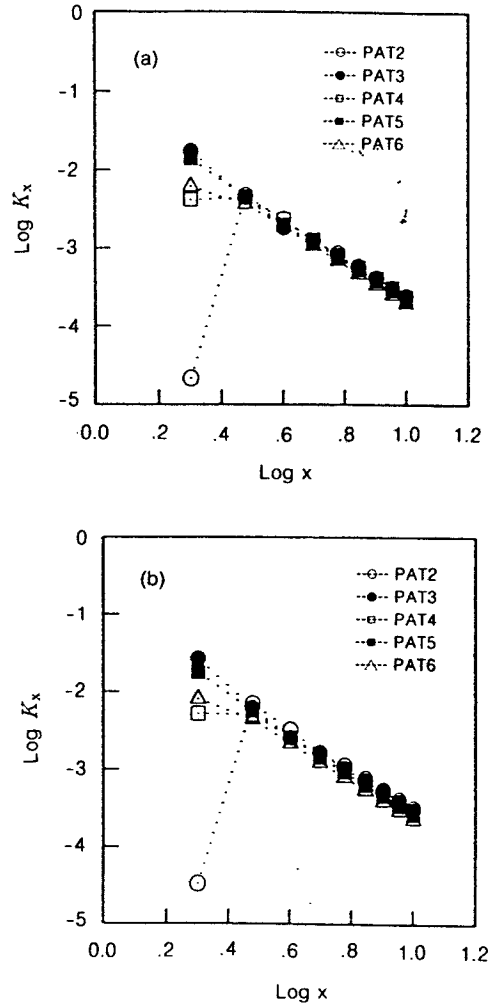 0
(a)
PAT2
PAT3
PAT4
PAT5
PAT6
-1
-2
-3
-4
-5
Log Kx
0.0 .2 .4 .6 .8 1.0 1.2
Log x
0
(b)
PAT2
PAT3
PAT4
PAT5
PAT6
-1
-2
-3
-4
-5
Log Kx
0.0 .2 .4 .6 .8 1.0 1.2
Log x